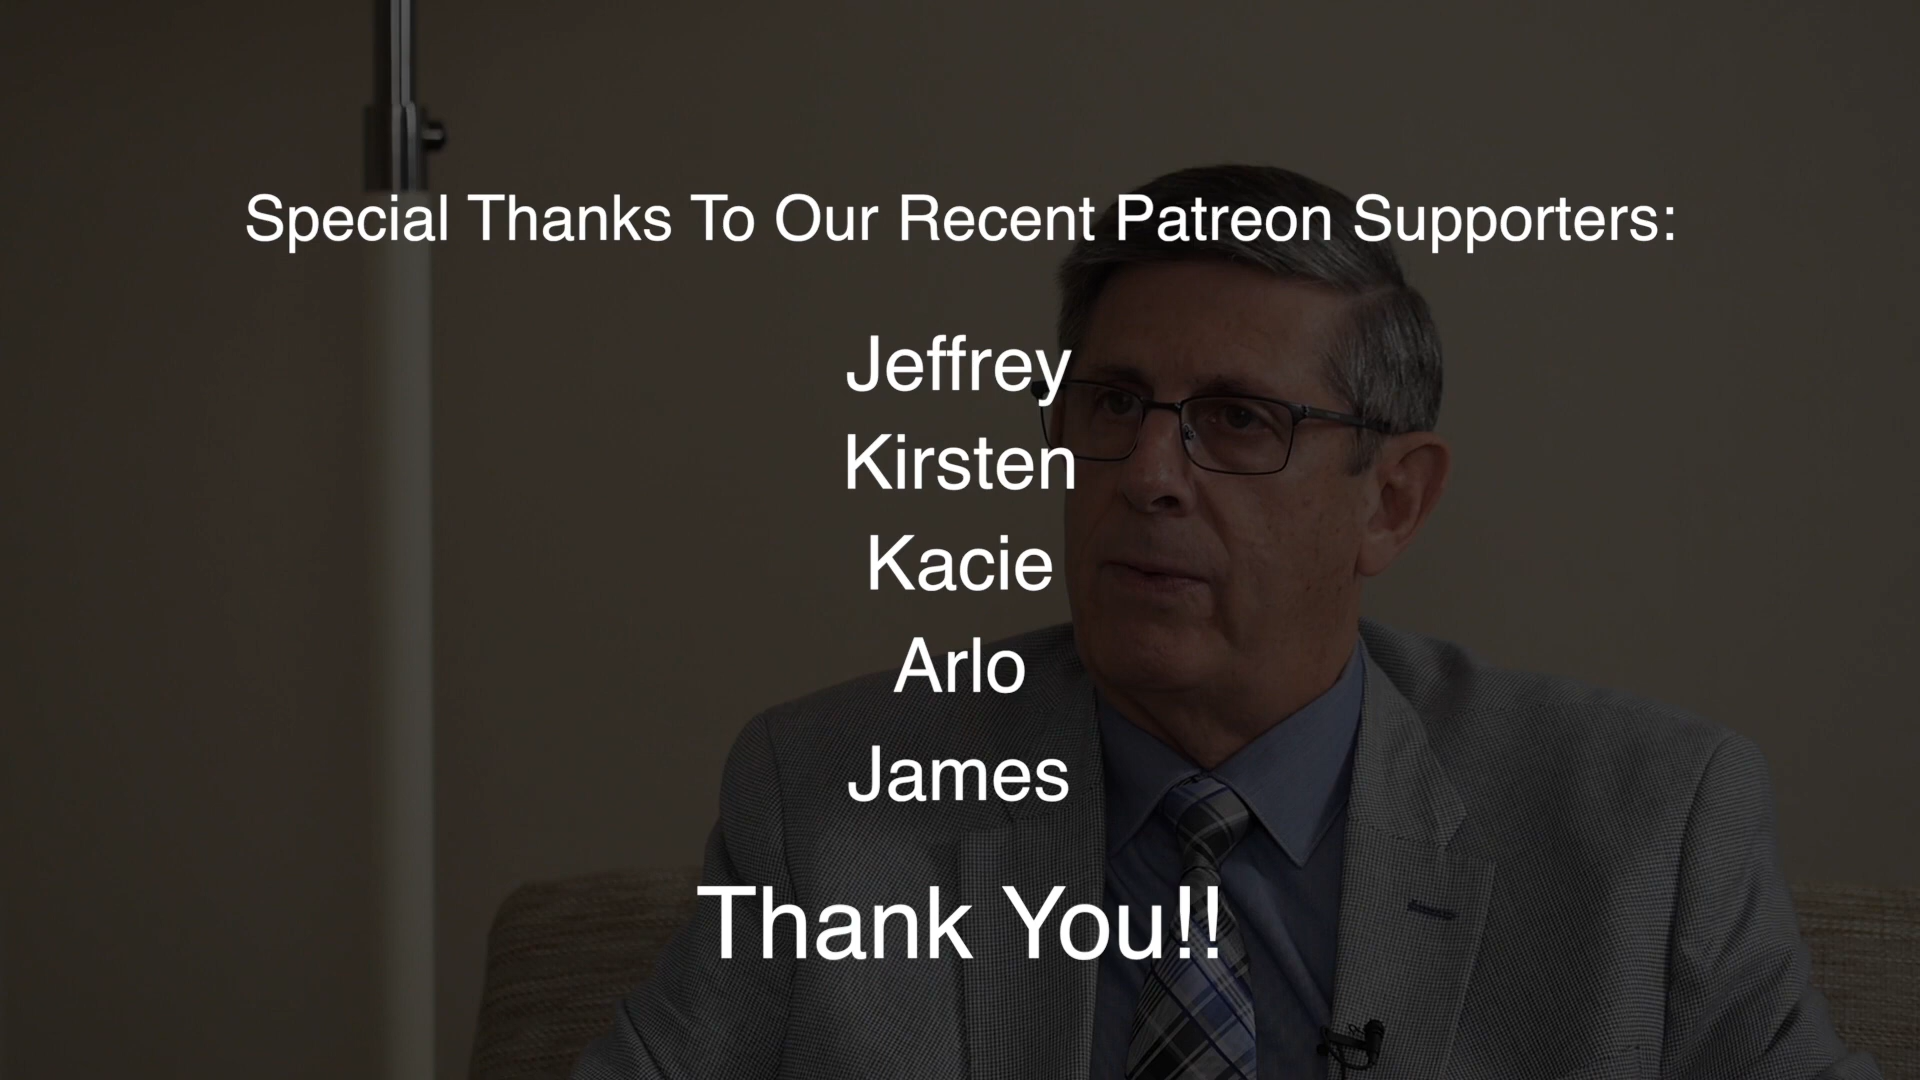 Special Thanks To Our Recent Patreon Supporters:
Jeffrey
Kirsten
Kacie
Arlo
James
Thank You!!